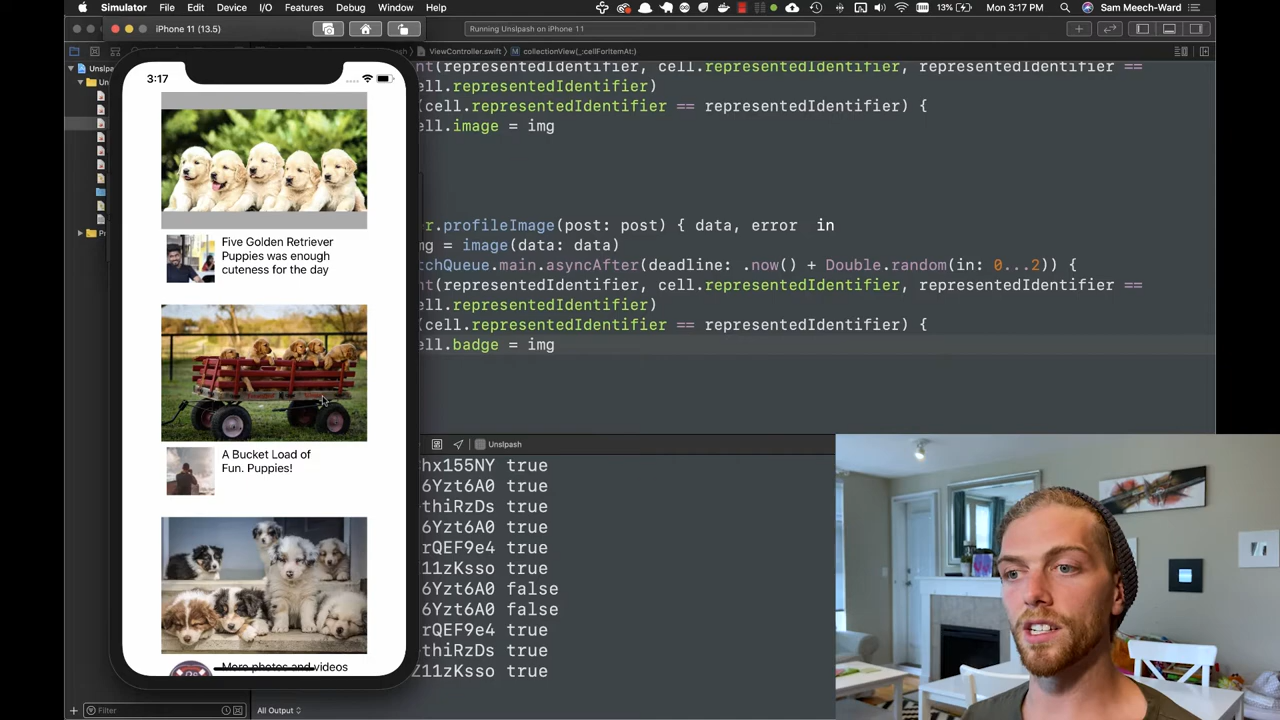 Simulator File Edit Device I/O Features Debug Window Help 13% Mon 3:17 PM Sam Meech-Ward
iPhone 11 (13.5)
Running Unslpash on iPhone 11
ViewController.swift collectionView(_:cellForItemAt:)
3:17
nt(representedIdentifier, cell.representedIdentifier, representedIdentifier ==
ell.representedIdentifier)
(cell.representedIdentifier == representedIdentifier) {
ell.image = img
r.profileImage(post: post) { data, error in
mg = image(data: data)
tchQueue.main.asyncAfter(deadline: .now() + Double.random(in: 0...2)) {
nt(representedIdentifier, cell.representedIdentifier, representedIdentifier ==
ell.representedIdentifier)
(cell.representedIdentifier == representedIdentifier) {
ell.badge = img
Five Golden Retriever
Puppies was enough
cuteness for the day
A Bucket Load of
Fun. Puppies!
More photos and videos
Unslpash
hx155NY true
6Yzt6A0 true
thiRzDs true
6Yzt6A0 true
rQEF9e4 true
Z11zKsso true
6Yzt6A0 false
6Yzt6A0 false
rQEF9e4 true
thiRzDs true
Z11zKsso true
Filter
All Output